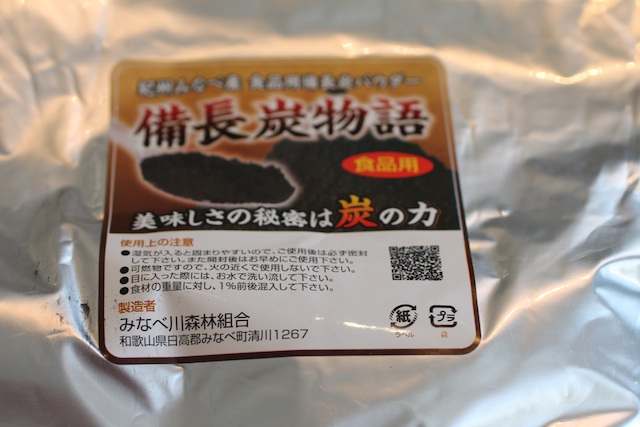 紀州みなべ産 食品用備長炭パウダー
備長炭物語
食品用
美味しさの秘密は炭の力
使用上の注意
●湿気が入ると固まりやすいので、ご使用後は必ず密封
して下さい。また開封後はお早めにご使用下さい。
●可燃物ですので、火の近くで使用しないで下さい。
●目に入った際には、お水で洗い流して下さい。
●食材の重量に対し、1%前後混入して下さい。
製造者
みなべ川森林組合
和歌山県日高郡みなべ町清川1267
紙
ラベル
プラ
袋